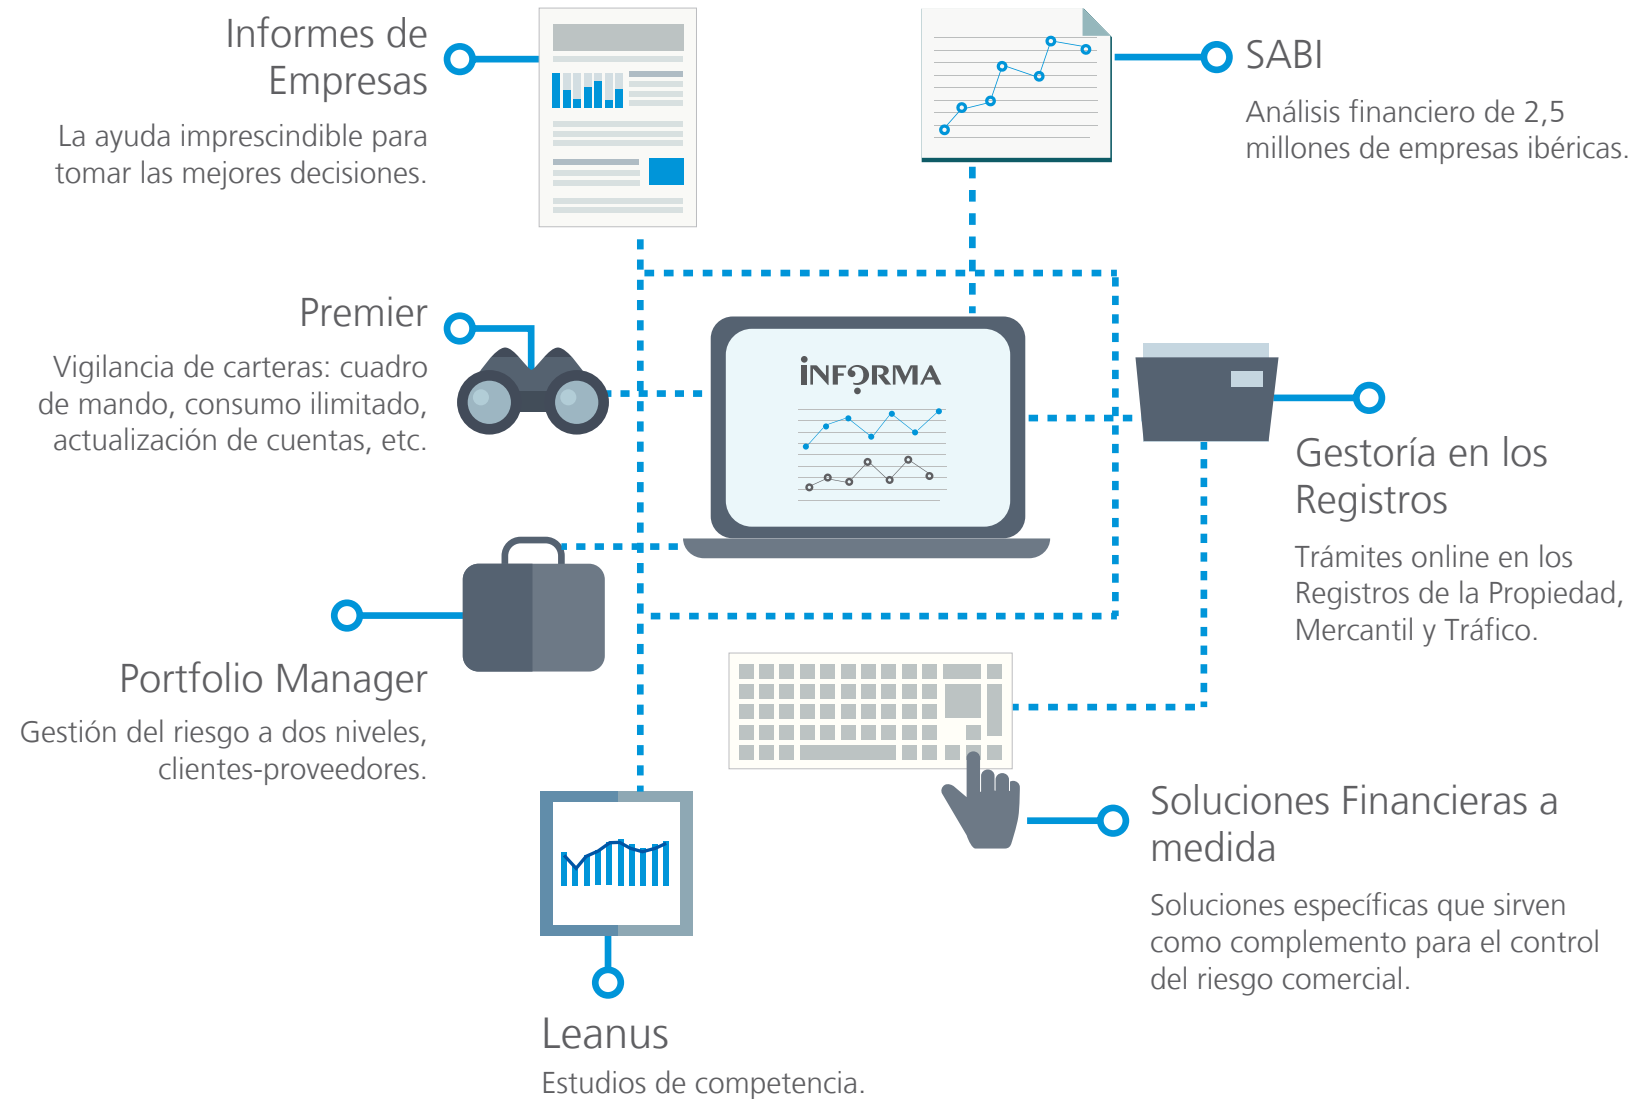 Informes de
Empresas
La ayuda imprescindible para
tomar las mejores decisiones.
SABI
Análisis financiero de 2,5
millones de empresas ibéricas.
Premier
Vigilancia de carteras: cuadro
de mando, consumo ilimitado,
actualización de cuentas, etc.
INFORMA
Gestoría en los
Registros
Trámites online en los
Registros de la Propiedad,
Mercantil y Tráfico.
Portfolio Manager
Gestión del riesgo a dos niveles,
clientes-proveedores.
Soluciones Financieras a
medida
Soluciones específicas que sirven
como complemento para el control
del riesgo comercial.
Leanus
Estudios de competencia.